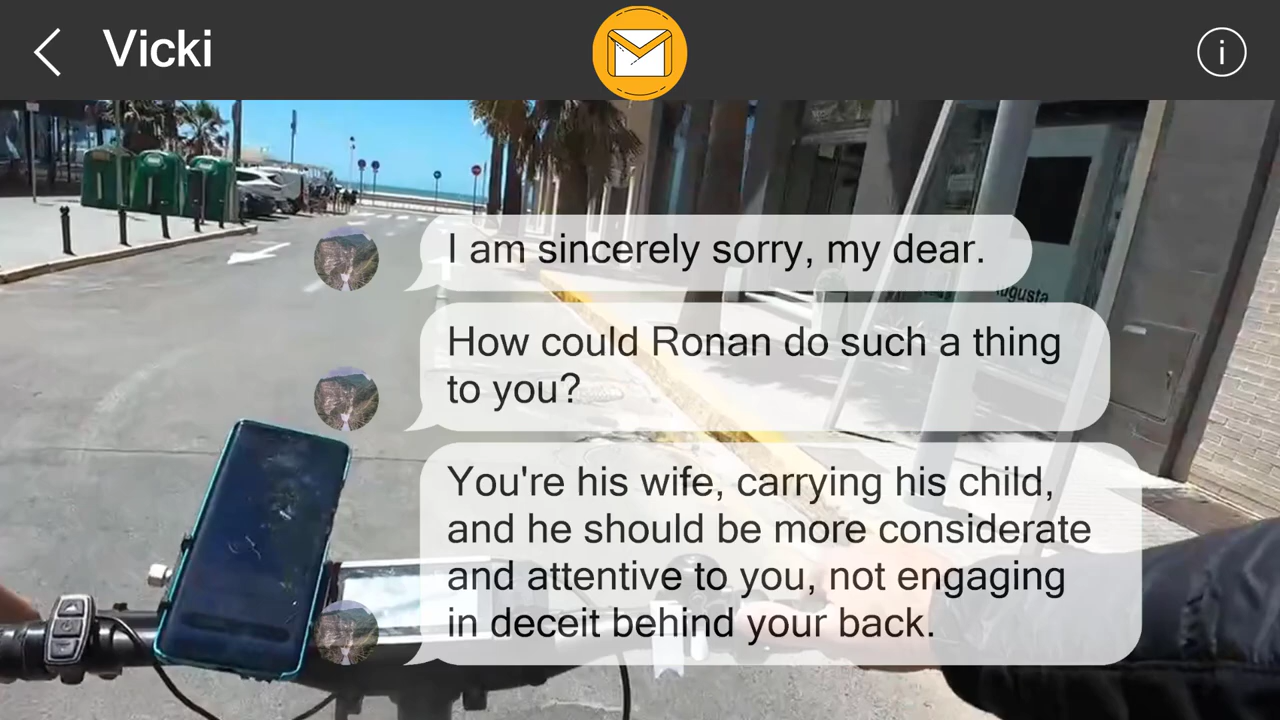 Vicki
i
I am sincerely sorry, my dear.
ugusta
How could Ronan do such a thing
to you?
You're his wife, carrying his child,
and he should be more considerate
and attentive to you, not engaging
in deceit behind your back.